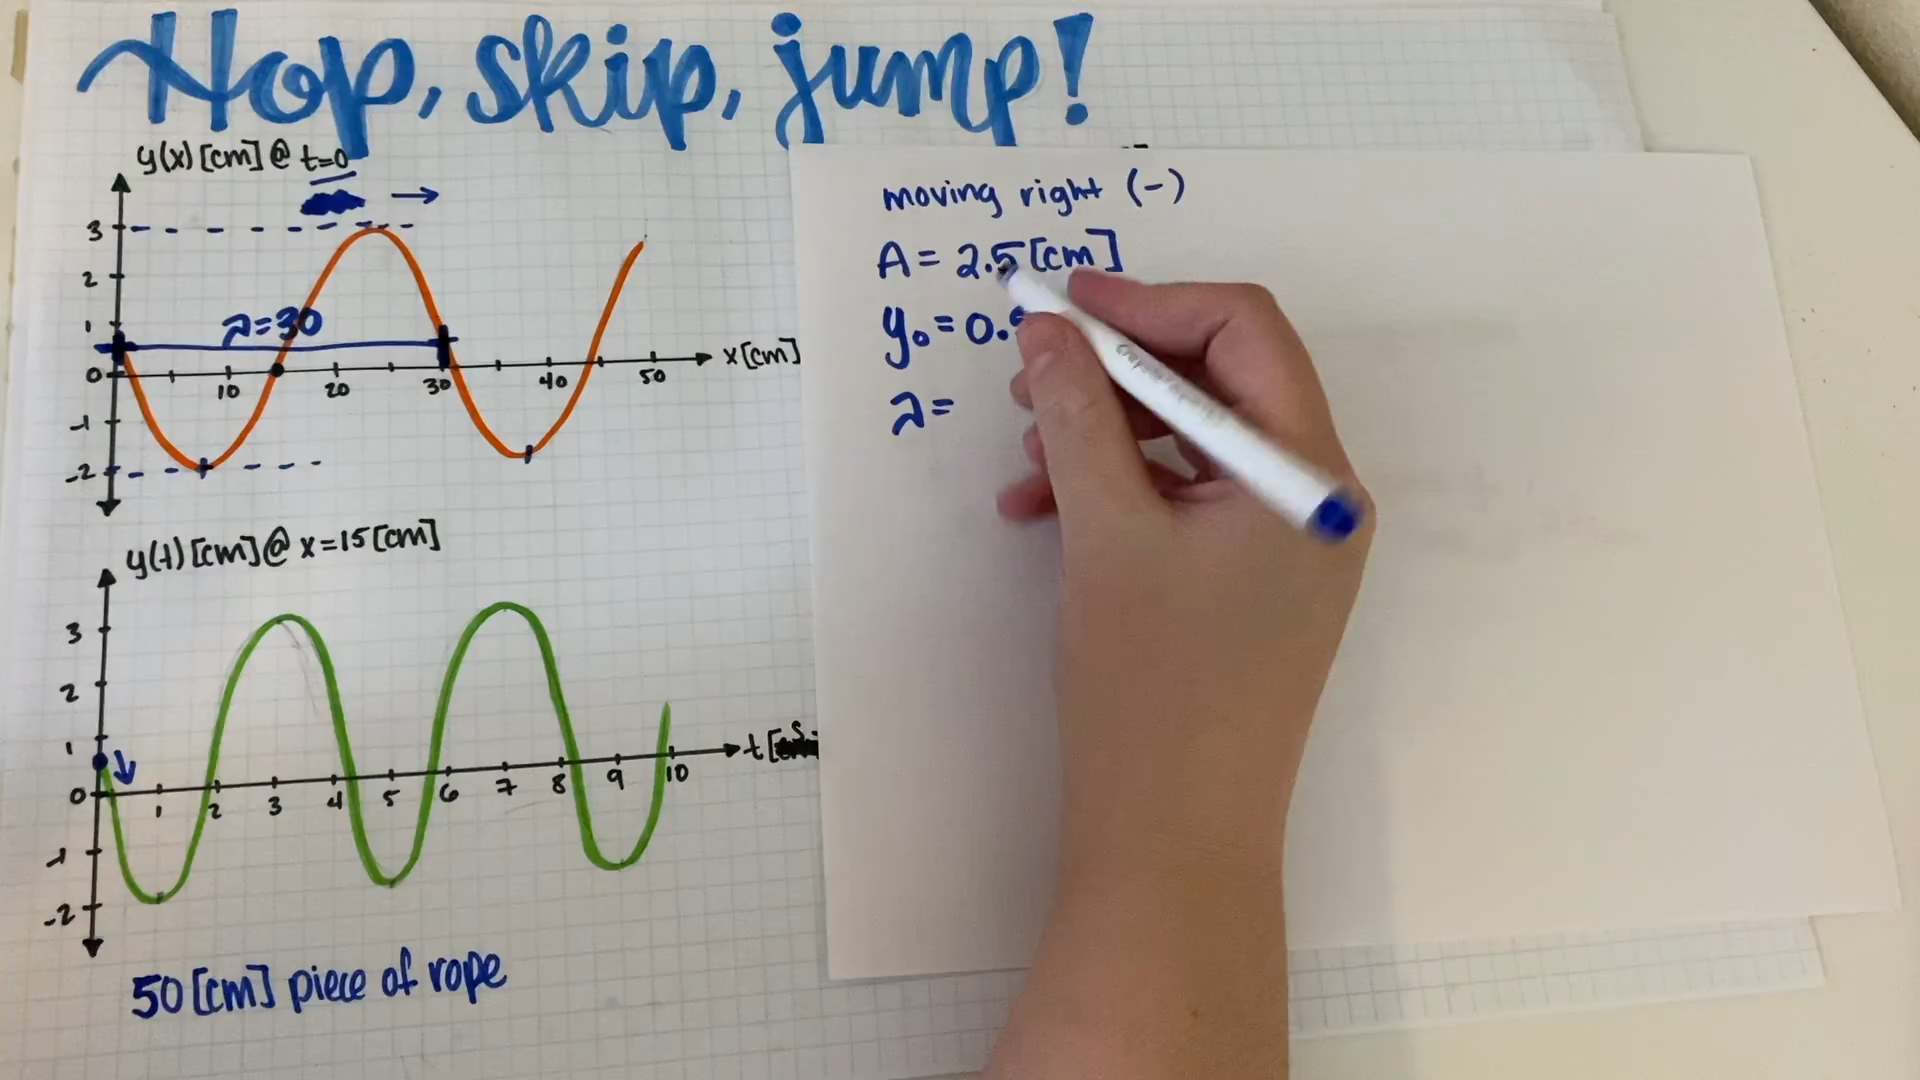 Hop, skip, jump!
y(x) [cm] @ t=0
3
2
1
0
-1
-2
λ=30
10
20
30
40
50
x[cm]
y(t) [cm] @ x=15[cm]
3
2
1
0
-1
-2
1
2
3
4
5
6
7
8
9
10
t[s
50 [cm] piece of rope
moving right (-)
A = 2.5 [cm]
y₀ = 0.
λ =